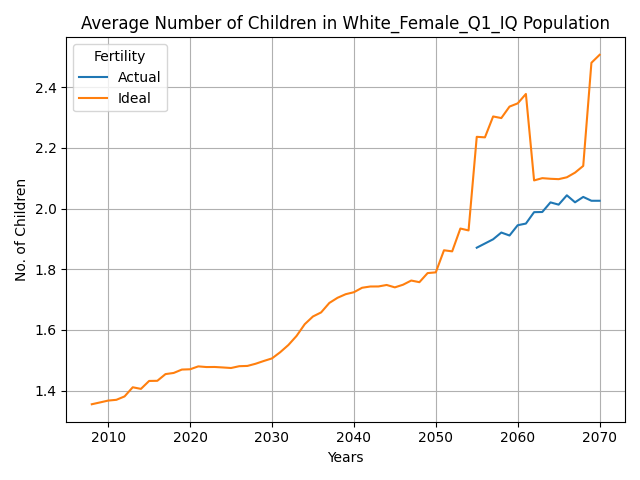 Average Number of Children in White_Female_Q1_IQ Population
Fertility
Actual
Ideal
No. of Children
2.4
2.2
2.0
1.8
1.6
1.4
2010 2020 2030 2040 2050 2060 2070
Years